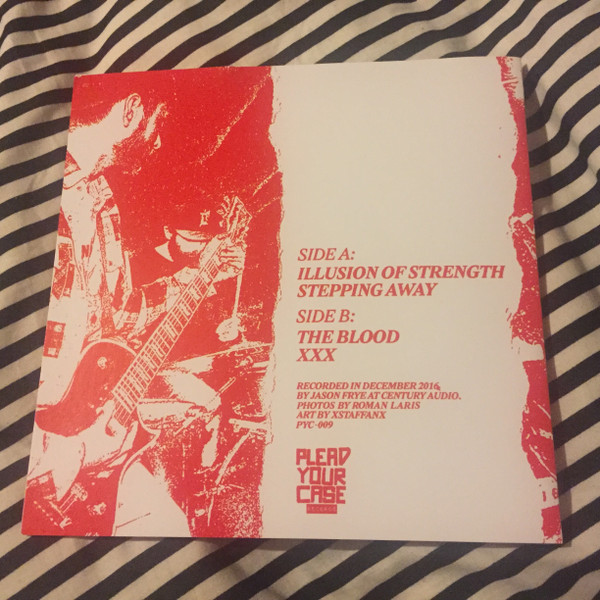 SIDE A:
ILLUSION OF STRENGTH
STEPPING AWAY
SIDE B:
THE BLOOD
XXX
RECORDED IN DECEMBER 2016,
BY JASON FRYE AT CENTURY AUDIO.
PHOTOS BY ROMAN LARIS
ART BY XSTAFFANX
PYC-009
PLEAD
YOUR
CASE
RECORDS